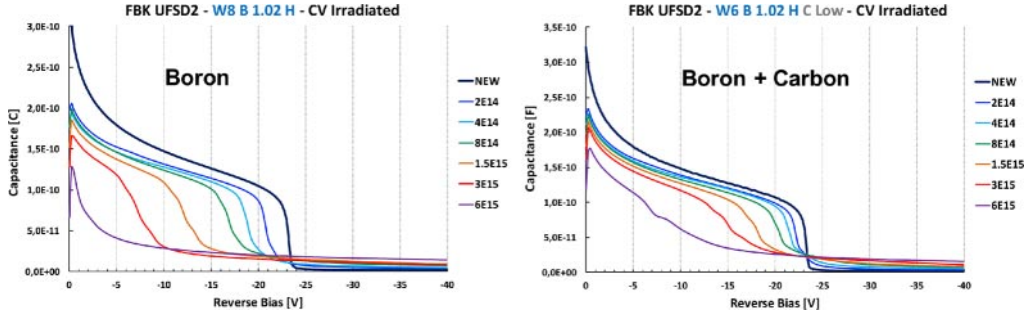 FBK UFSD2 - W8 B 1.02 H - CV Irradiated
3,0E-10
2,5E-10
2,0E-10
1,5E-10
1,0E-10
5,0E-11
0,0E+00
Capacitance [C]
Boron
NEW
2E14
4E14
8E14
1.5E15
3E15
6E15
0 -5 -10 -15 -20 -25 -30 -35 -40
Reverse Bias [V]
FBK UFSD2 - W6 B 1.02 H C Low - CV Irradiated
3,5E-10
3,0E-10
2,5E-10
2,0E-10
1,5E-10
1,0E-10
5,0E-11
0,0E+00
Capacitance [F]
Boron + Carbon
NEW
2E14
4E14
8E14
1.5E15
3E15
6E15
0 -5 -10 -15 -20 -25 -30 -35 -40
Reverse Bias [V]